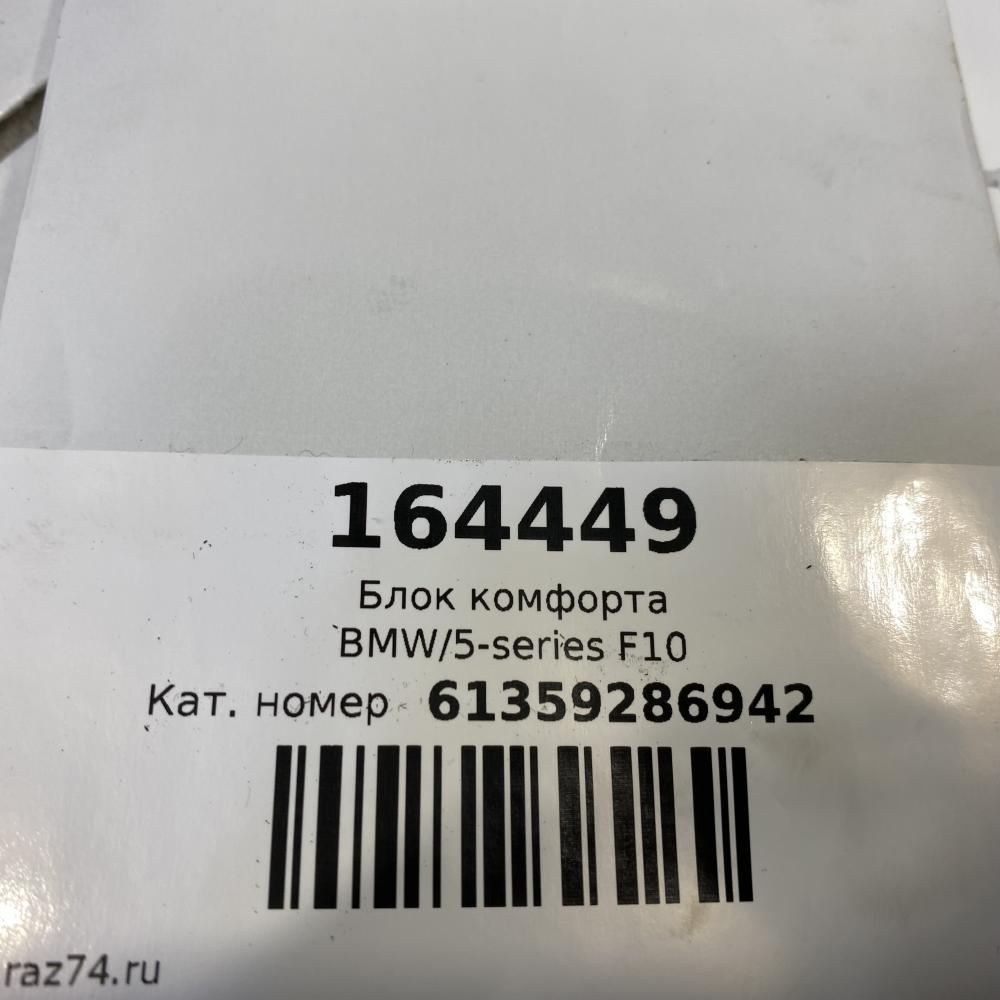 164449
Блок комфорта
BMW/5-series F10
Кат. номер 61359286942
raz74.ru